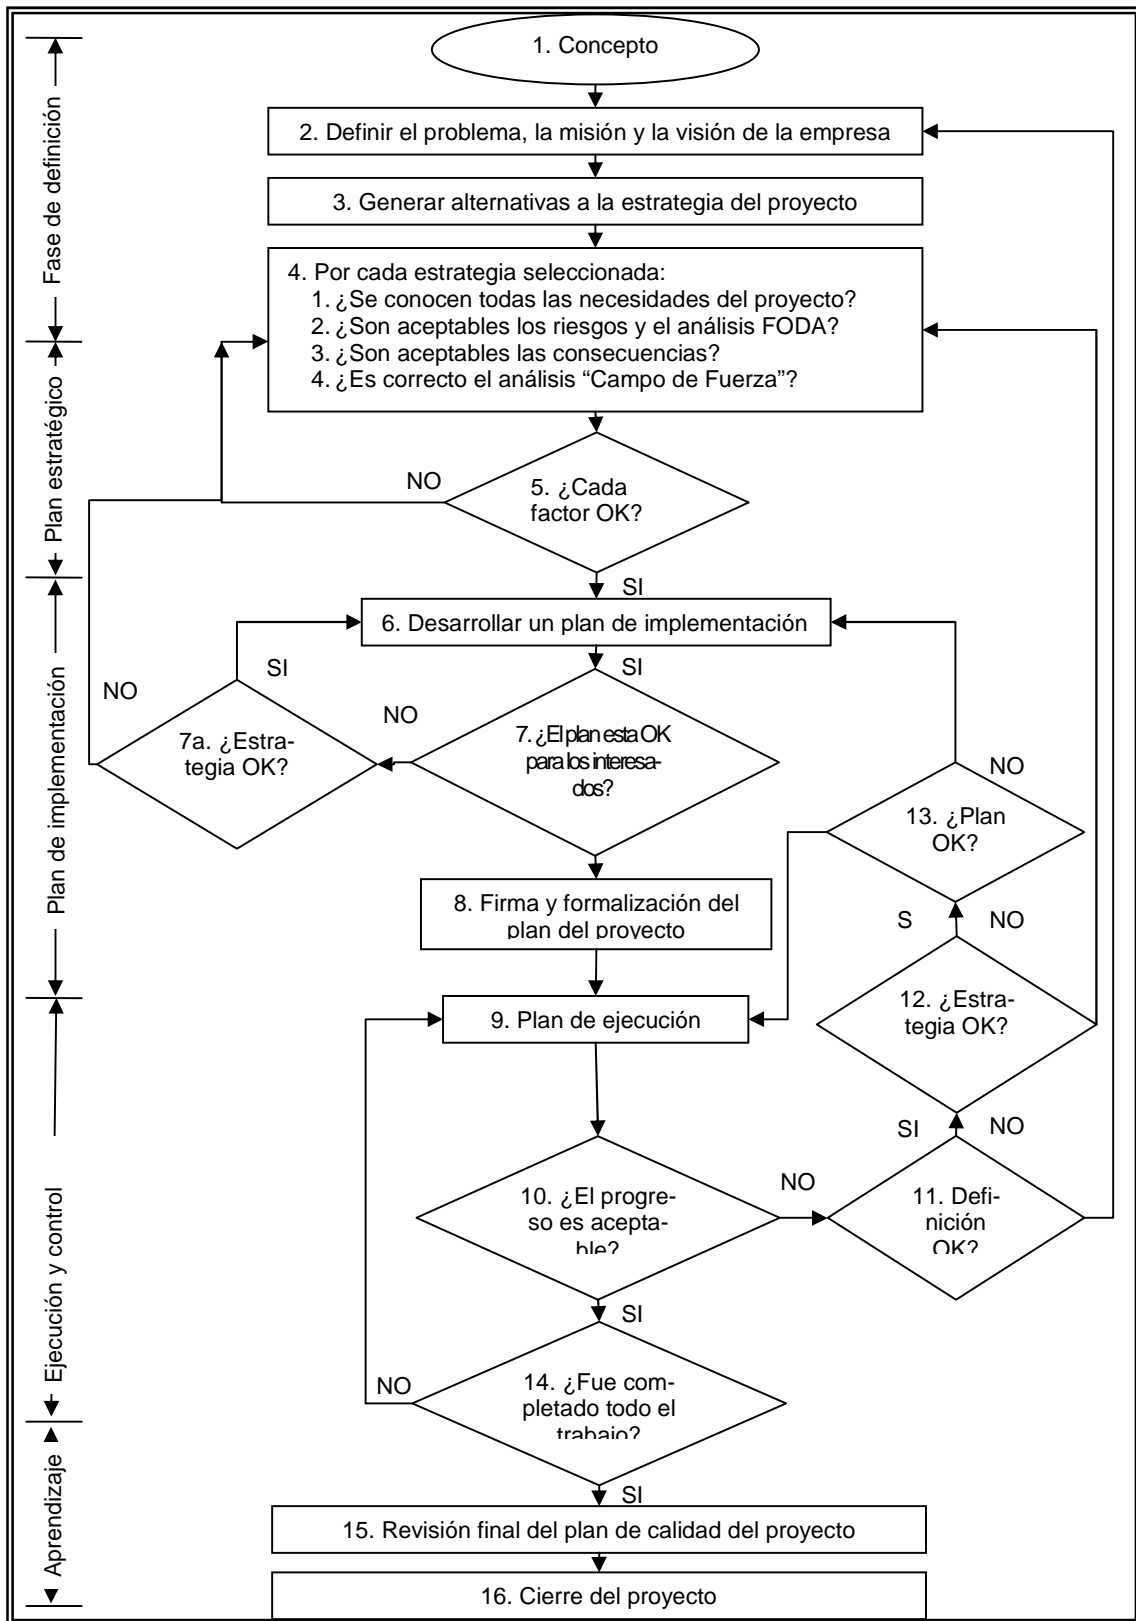 1. Concepto
2. Definir el problema, la misión y la visión de la empresa
3. Generar alternativas a la estrategia del proyecto
4. Por cada estrategia seleccionada:
1. ¿Se conocen todas las necesidades del proyecto?
2. ¿Son aceptables los riesgos y el análisis FODA?
3. ¿Son aceptables las consecuencias?
4. ¿Es correcto el análisis “Campo de Fuerza”?
NO
5. ¿Cada
factor OK?
SI
6. Desarrollar un plan de implementación
SI
SI
NO
NO
7a. ¿Estra-
tegia OK?
7. ¿El plan esta OK
para los interesa-
dos?
NO
13. ¿Plan
OK?
8. Firma y formalización del
plan del proyecto
S
NO
12. ¿Estra-
tegia OK?
9. Plan de ejecución
SI
NO
10. ¿El progre-
so es acepta-
ble?
NO
11. Defi-
nición
OK?
SI
NO
14. ¿Fue com-
pletado todo el
trabajo?
SI
15. Revisión final del plan de calidad del proyecto
16. Cierre del proyecto
Fase de definición
Plan estratégico
Plan de implementación
Ejecución y control
Aprendizaje